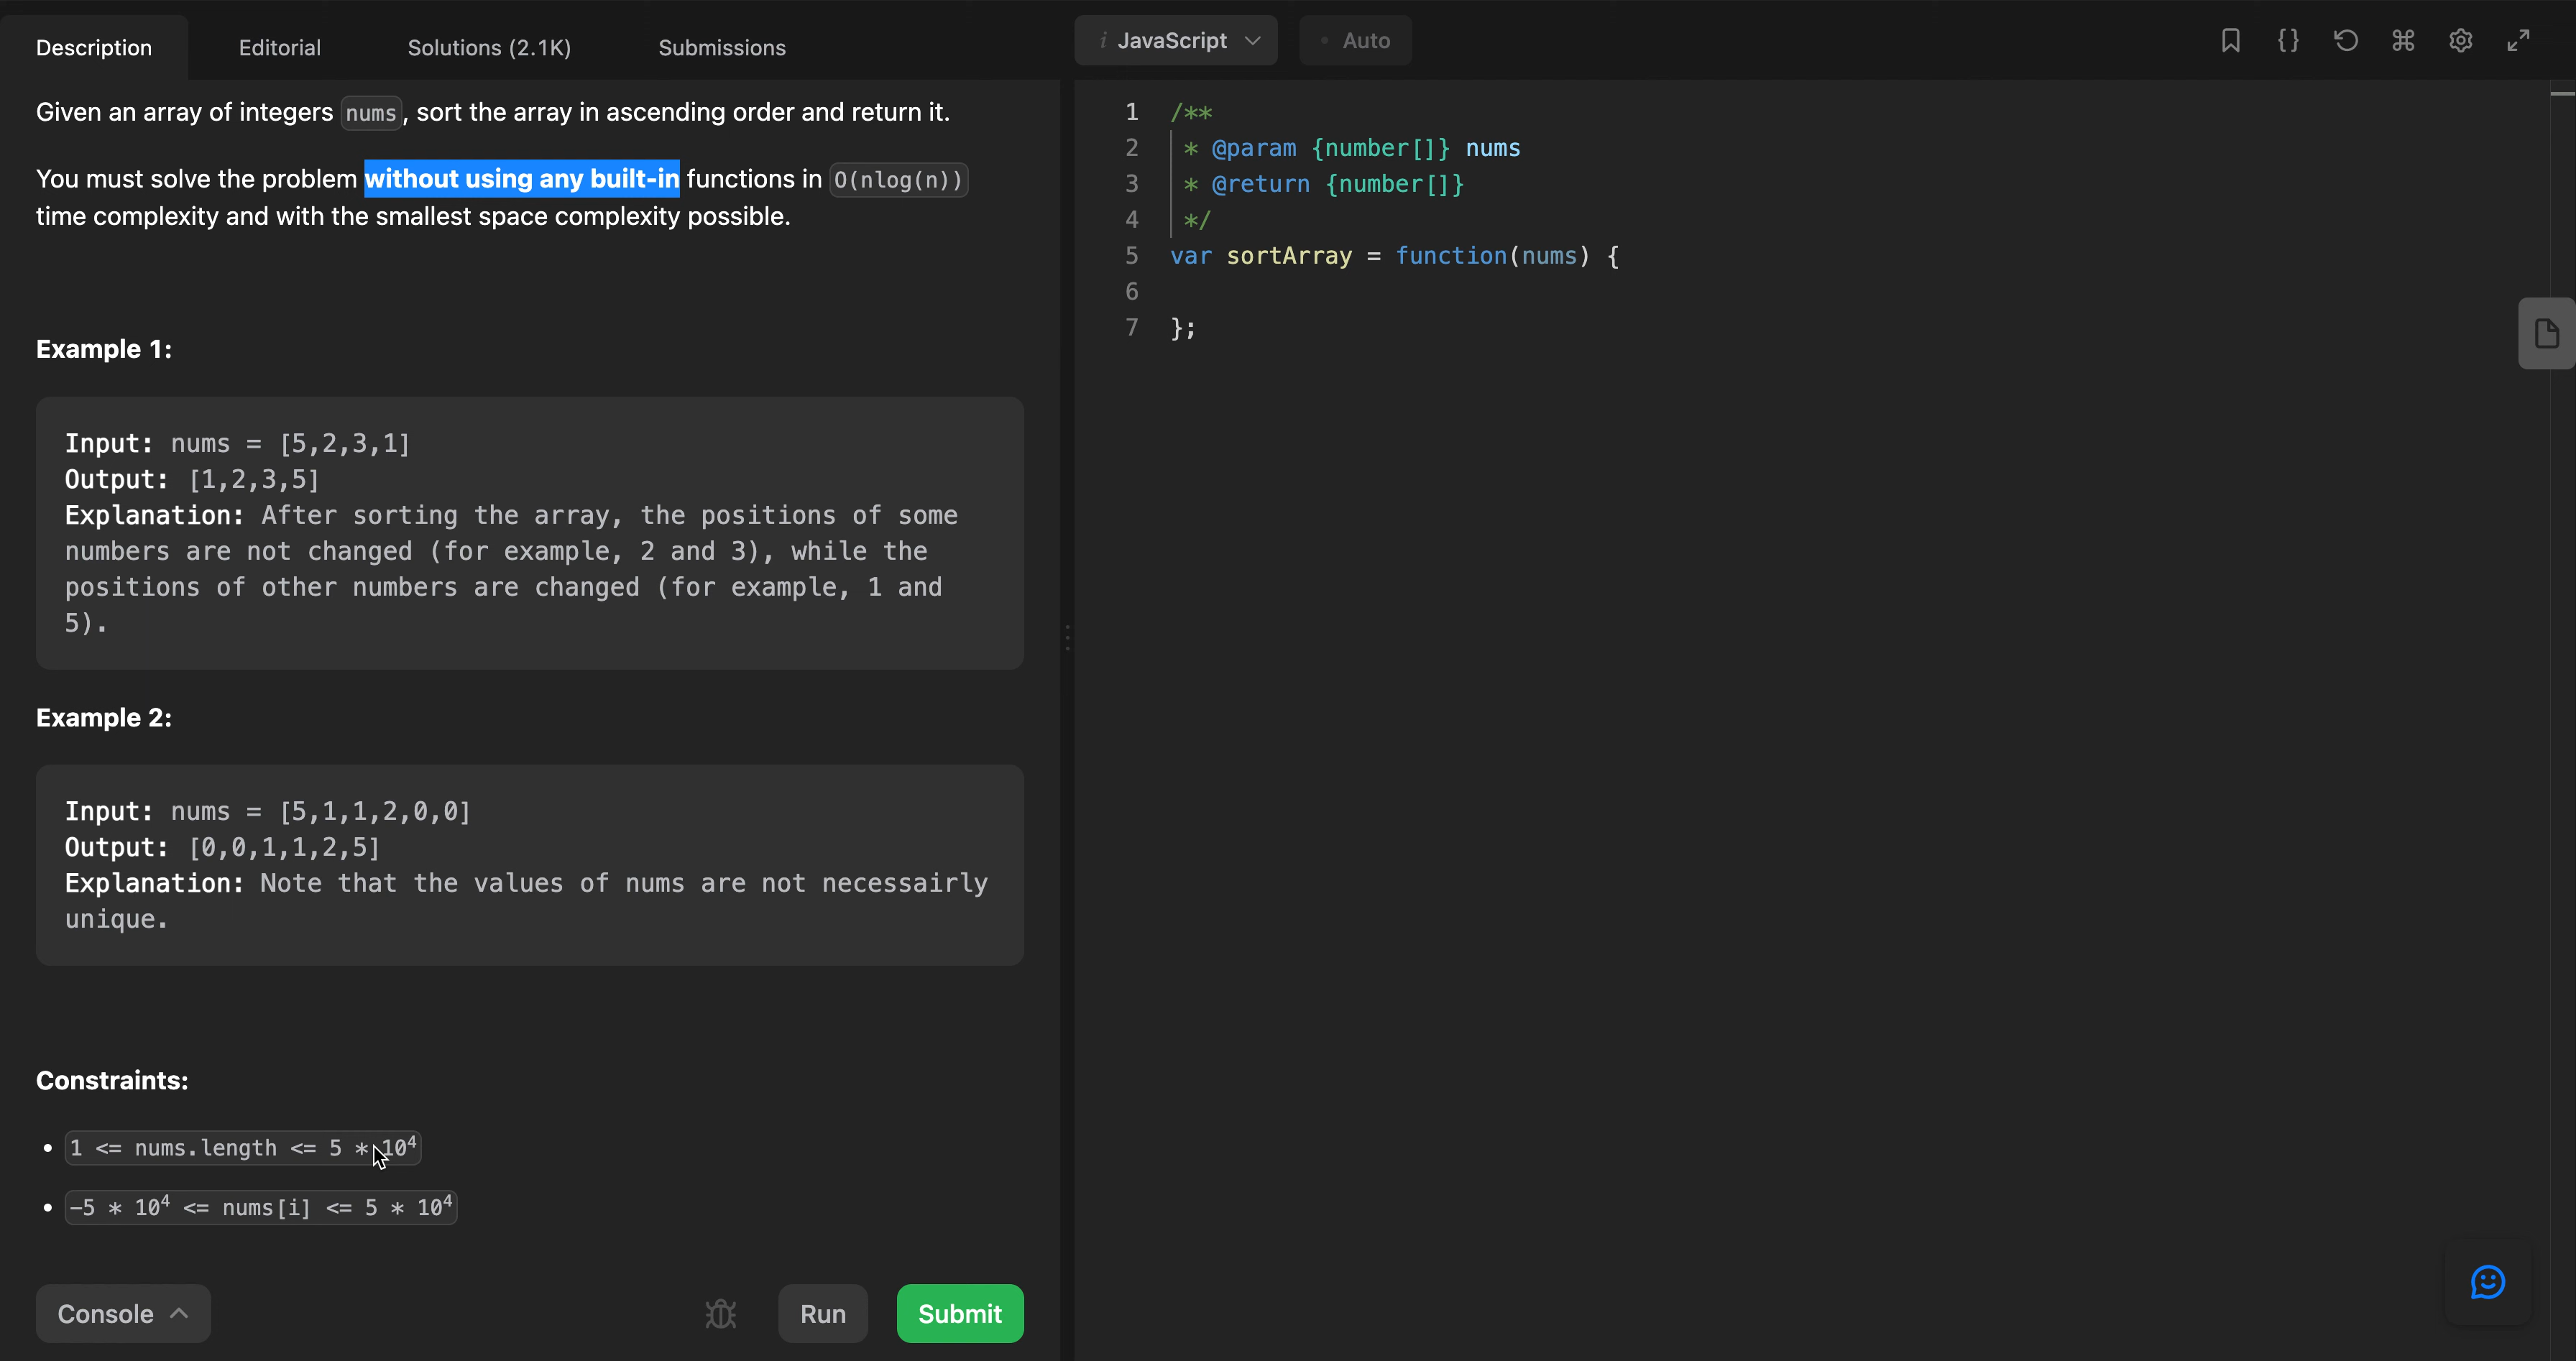 Description Editorial Solutions (2.1K) Submissions
Given an array of integers nums, sort the array in ascending order and return it.
You must solve the problem without using any built-in functions in O(nlog(n))
time complexity and with the smallest space complexity possible.
Example 1:
Input: nums = [5,2,3,1]
Output: [1,2,3,5]
Explanation: After sorting the array, the positions of some
numbers are not changed (for example, 2 and 3), while the
positions of other numbers are changed (for example, 1 and
5).
Example 2:
Input: nums = [5,1,1,2,0,0]
Output: [0,0,1,1,2,5]
Explanation: Note that the values of nums are not necessairly
unique.
Constraints:
• 1 <= nums.length <= 5 * 10⁴
• -5 * 10⁴ <= nums[i] <= 5 * 10⁴
Console Run Submit
i JavaScript • Auto {}
1 /**
2 * @param {number[]} nums
3 * @return {number[]}
4 */
5 var sortArray = function(nums) {
6
7 };